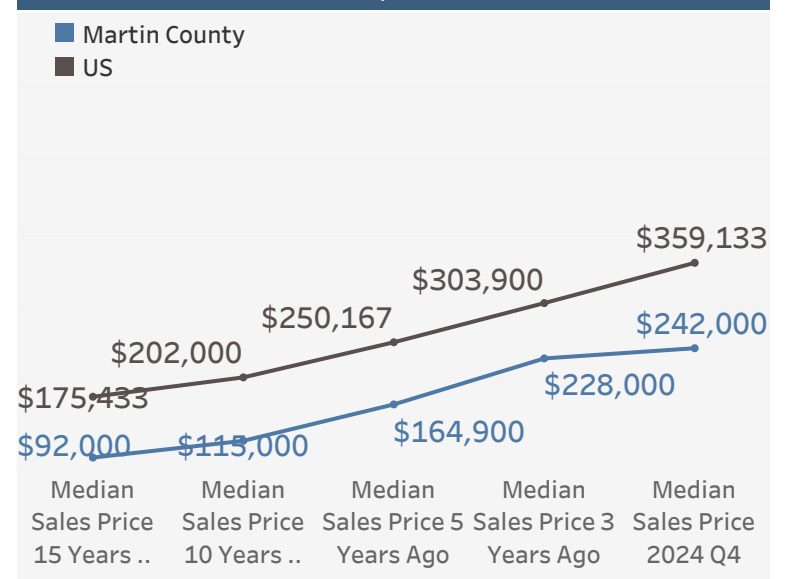 Martin County
US
$359,133
$303,900
$242,000
$250,167
$202,000
$228,000
$175,433
$164,900
$92,000
$115,000
Median Sales Price 15 Years ..
Median Sales Price 10 Years ..
Median Sales Price 5 Years Ago
Median Sales Price 3 Years Ago
Median Sales Price 2024 Q4